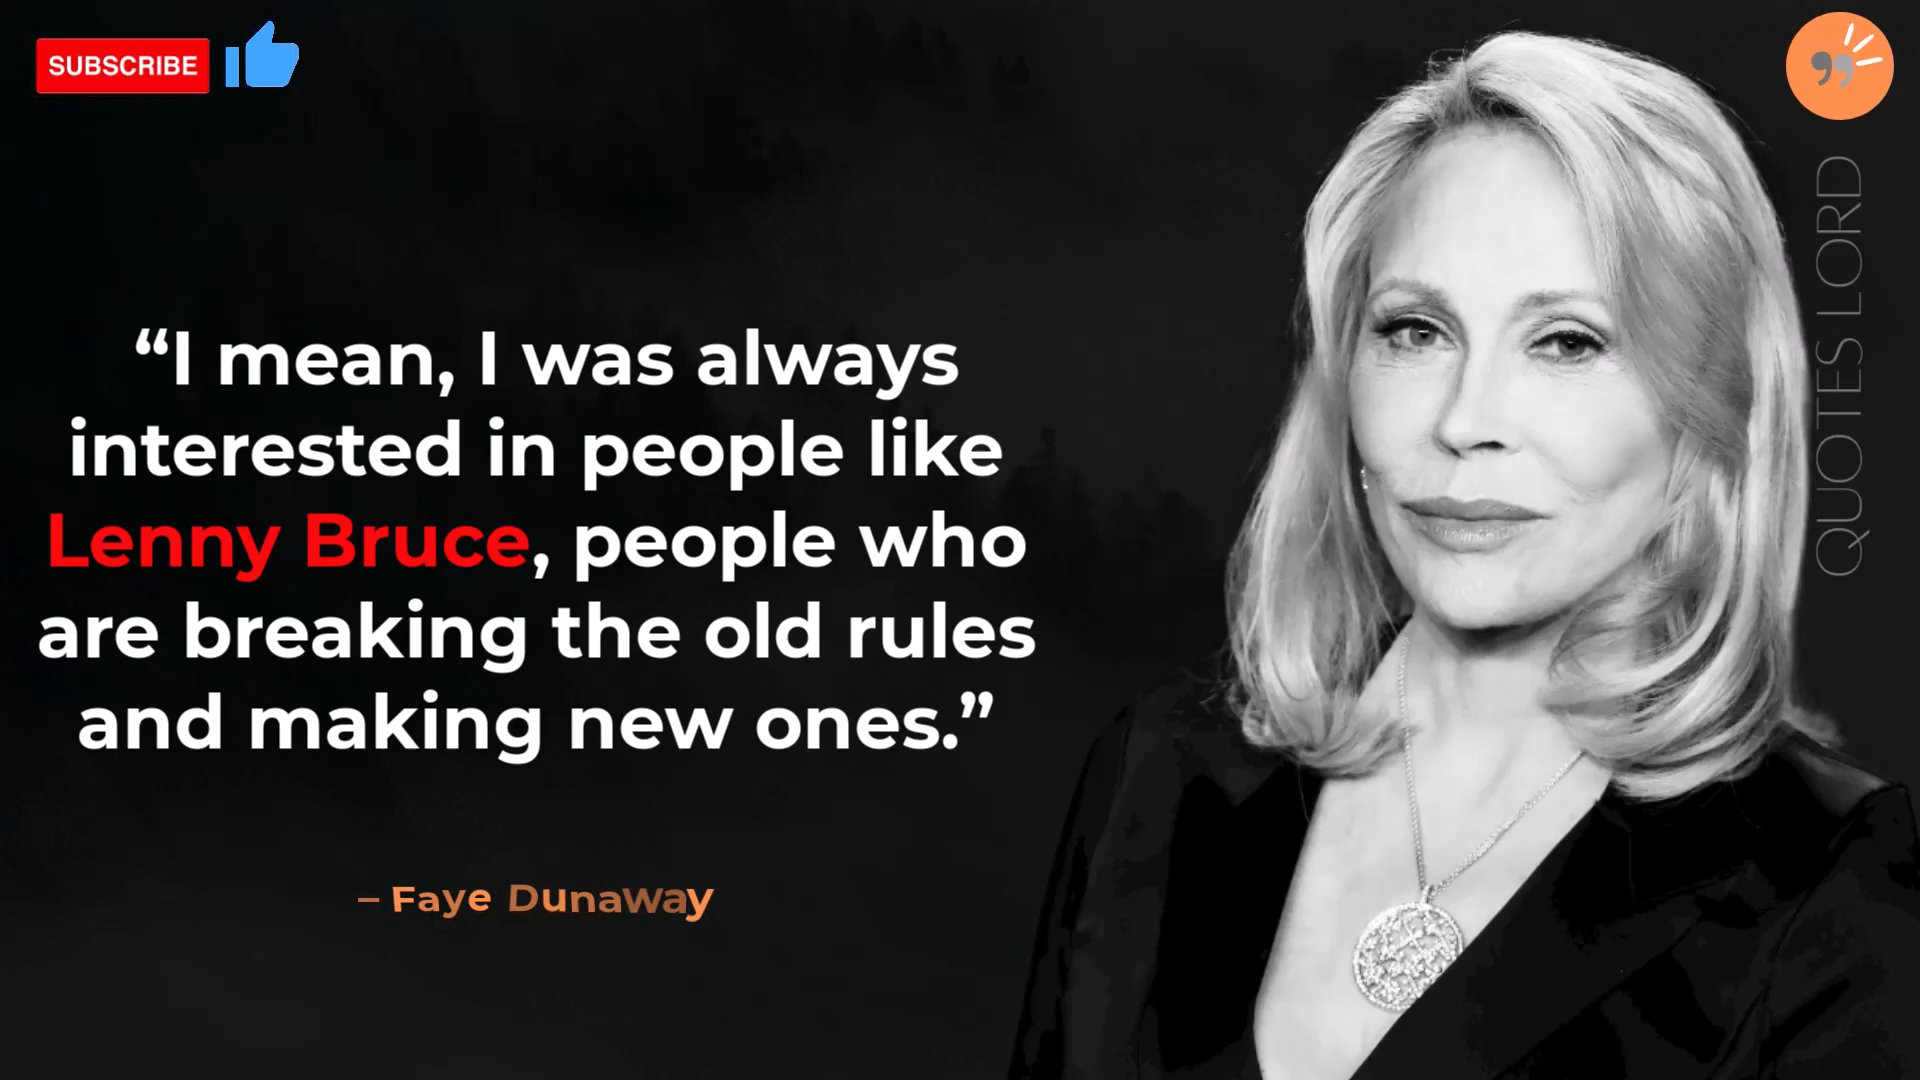 SUBSCRIBE
“I mean, I was always
interested in people like
Lenny Bruce, people who
are breaking the old rules
and making new ones.”
– Faye Dunaway
QUOTES LORD